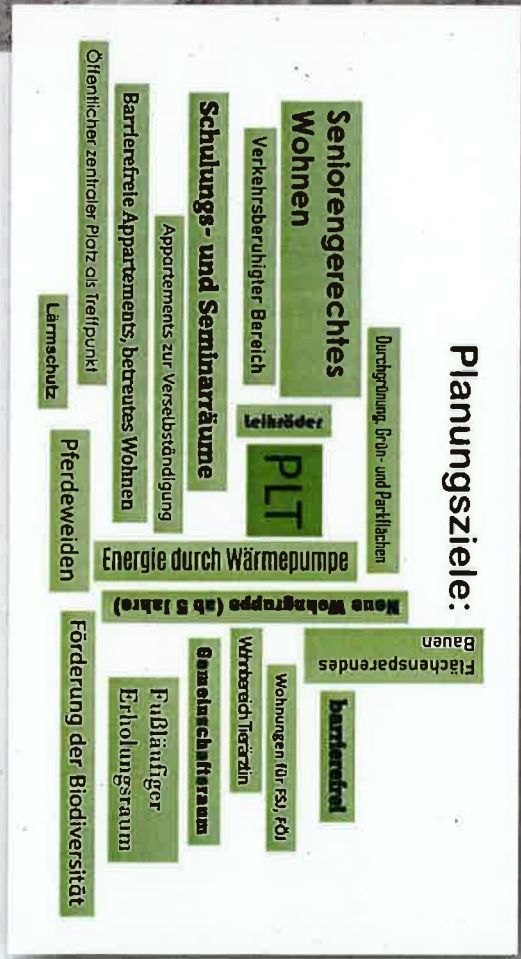 Planungsziele:
Durchgrünung, Grün- und Parkflächen
Flächensparendes
Bauen
Seniorengerechtes
Wohnen
barrierefrei
Verkehrsberuhigter Bereich
Leihräder
PLT
Wohnungen für FSJ, FÖJ
Schulungs- und Seminarräume
Energie durch Wärmepumpe
Neue Wohngruppe (ab 5 Jahre)
Wohnbereich Tierärztin
Appartements zur Verselbständigung
Gemeinschaftsraum
Barrierefreie Appartements, betreutes Wohnen
Fußläufiger
Erholungsraum
Öffentlicher zentraler Platz als Treffpunkt
Pferdeweiden
Förderung der Biodiversität
Lärmschutz